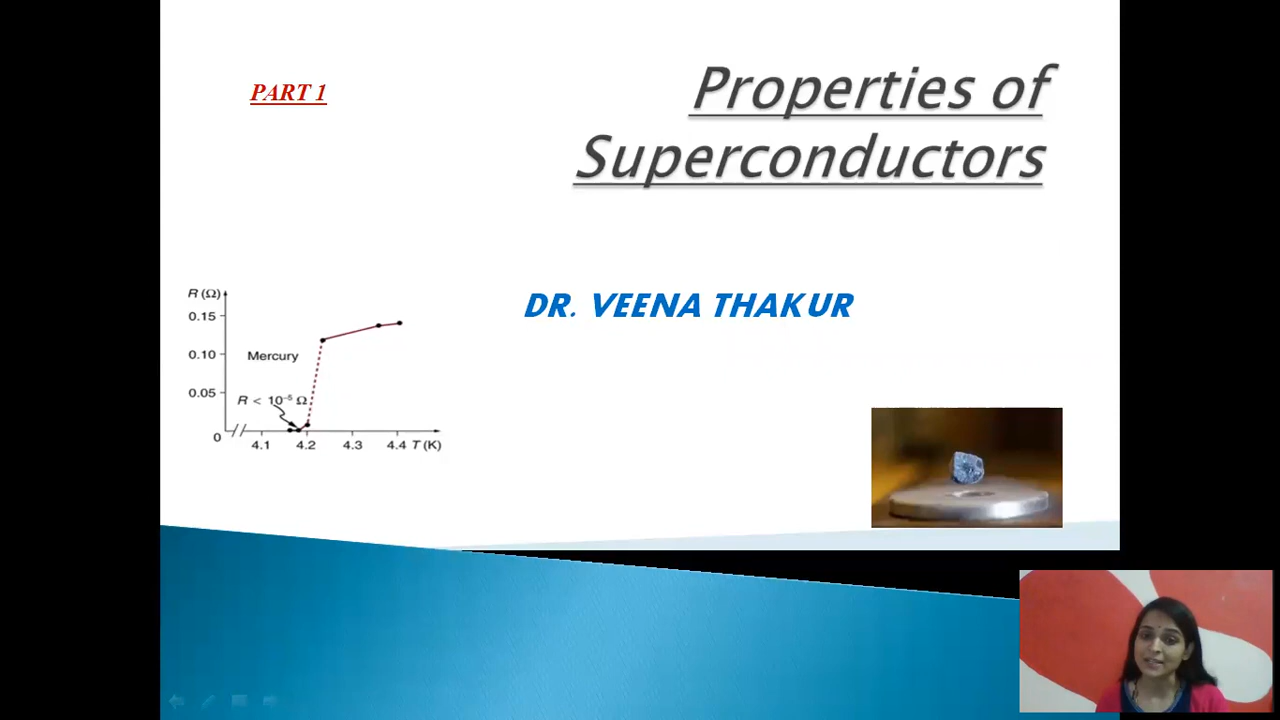 PART 1
Properties of
Superconductors
DR. VEENA THAKUR
R (Ω)
0.15
0.10
Mercury
0.05
R < 10⁻⁵ Ω
0
4.1 4.2 4.3 4.4 T (K)